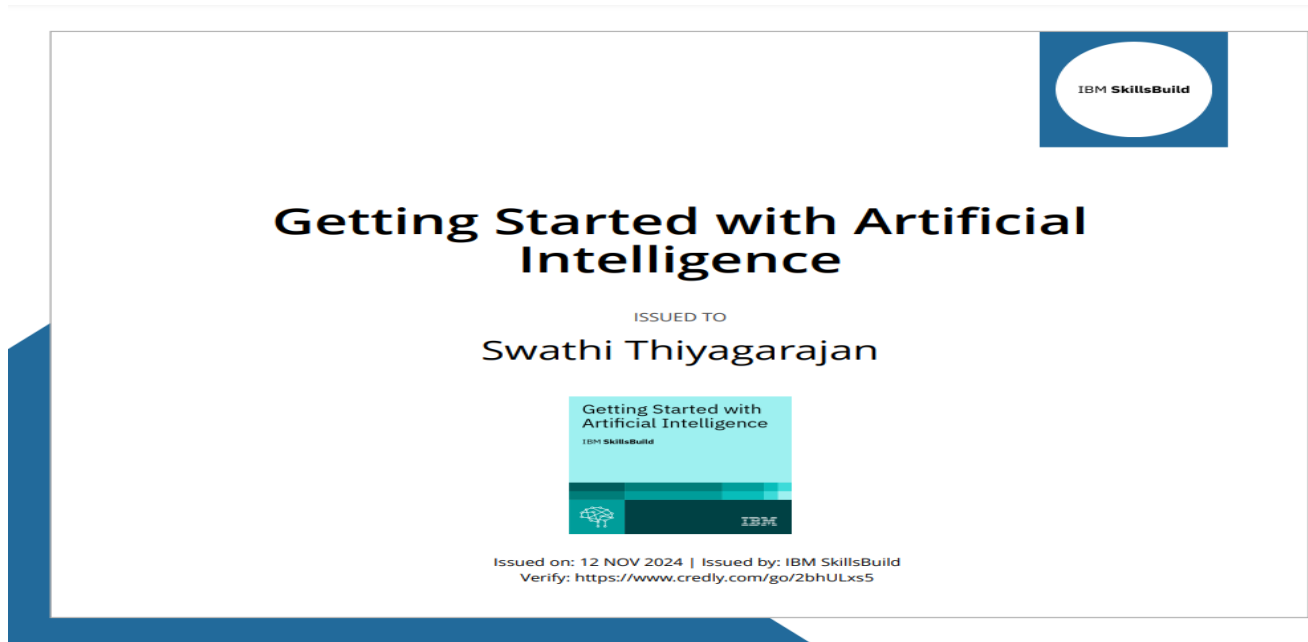 IBM SkillsBuild
Getting Started with Artificial
Intelligence
ISSUED TO
Swathi Thiyagarajan
Getting Started with
Artificial Intelligence
IBM SkillsBuild
IBM
Issued on: 12 NOV 2024 | Issued by: IBM SkillsBuild
Verify: https://www.credly.com/go/2bhULxs5